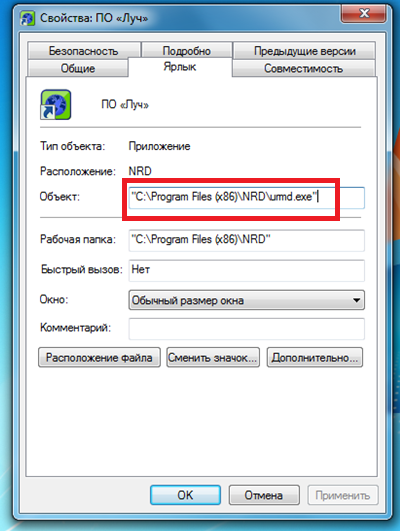 Свойства: ПО «Луч»
Безопасность Подробно Предыдущие версии
Общие Ярлык Совместимость
ПО «Луч»
Тип объекта: Приложение
Расположение: NRD
Объект: "C:\Program Files (x86)\NRD\urmd.exe"
Рабочая папка: "C:\Program Files (x86)\NRD"
Быстрый вызов: Нет
Окно: Обычный размер окна
Комментарий:
Расположение файла Сменить значок... Дополнительно...
OK Отмена Применить